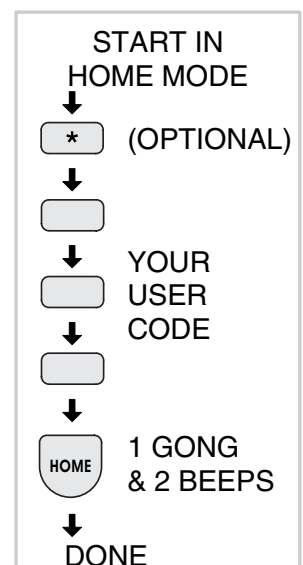 START IN
HOME MODE
* (OPTIONAL)
YOUR
USER
CODE
HOME
1 GONG
& 2 BEEPS
DONE